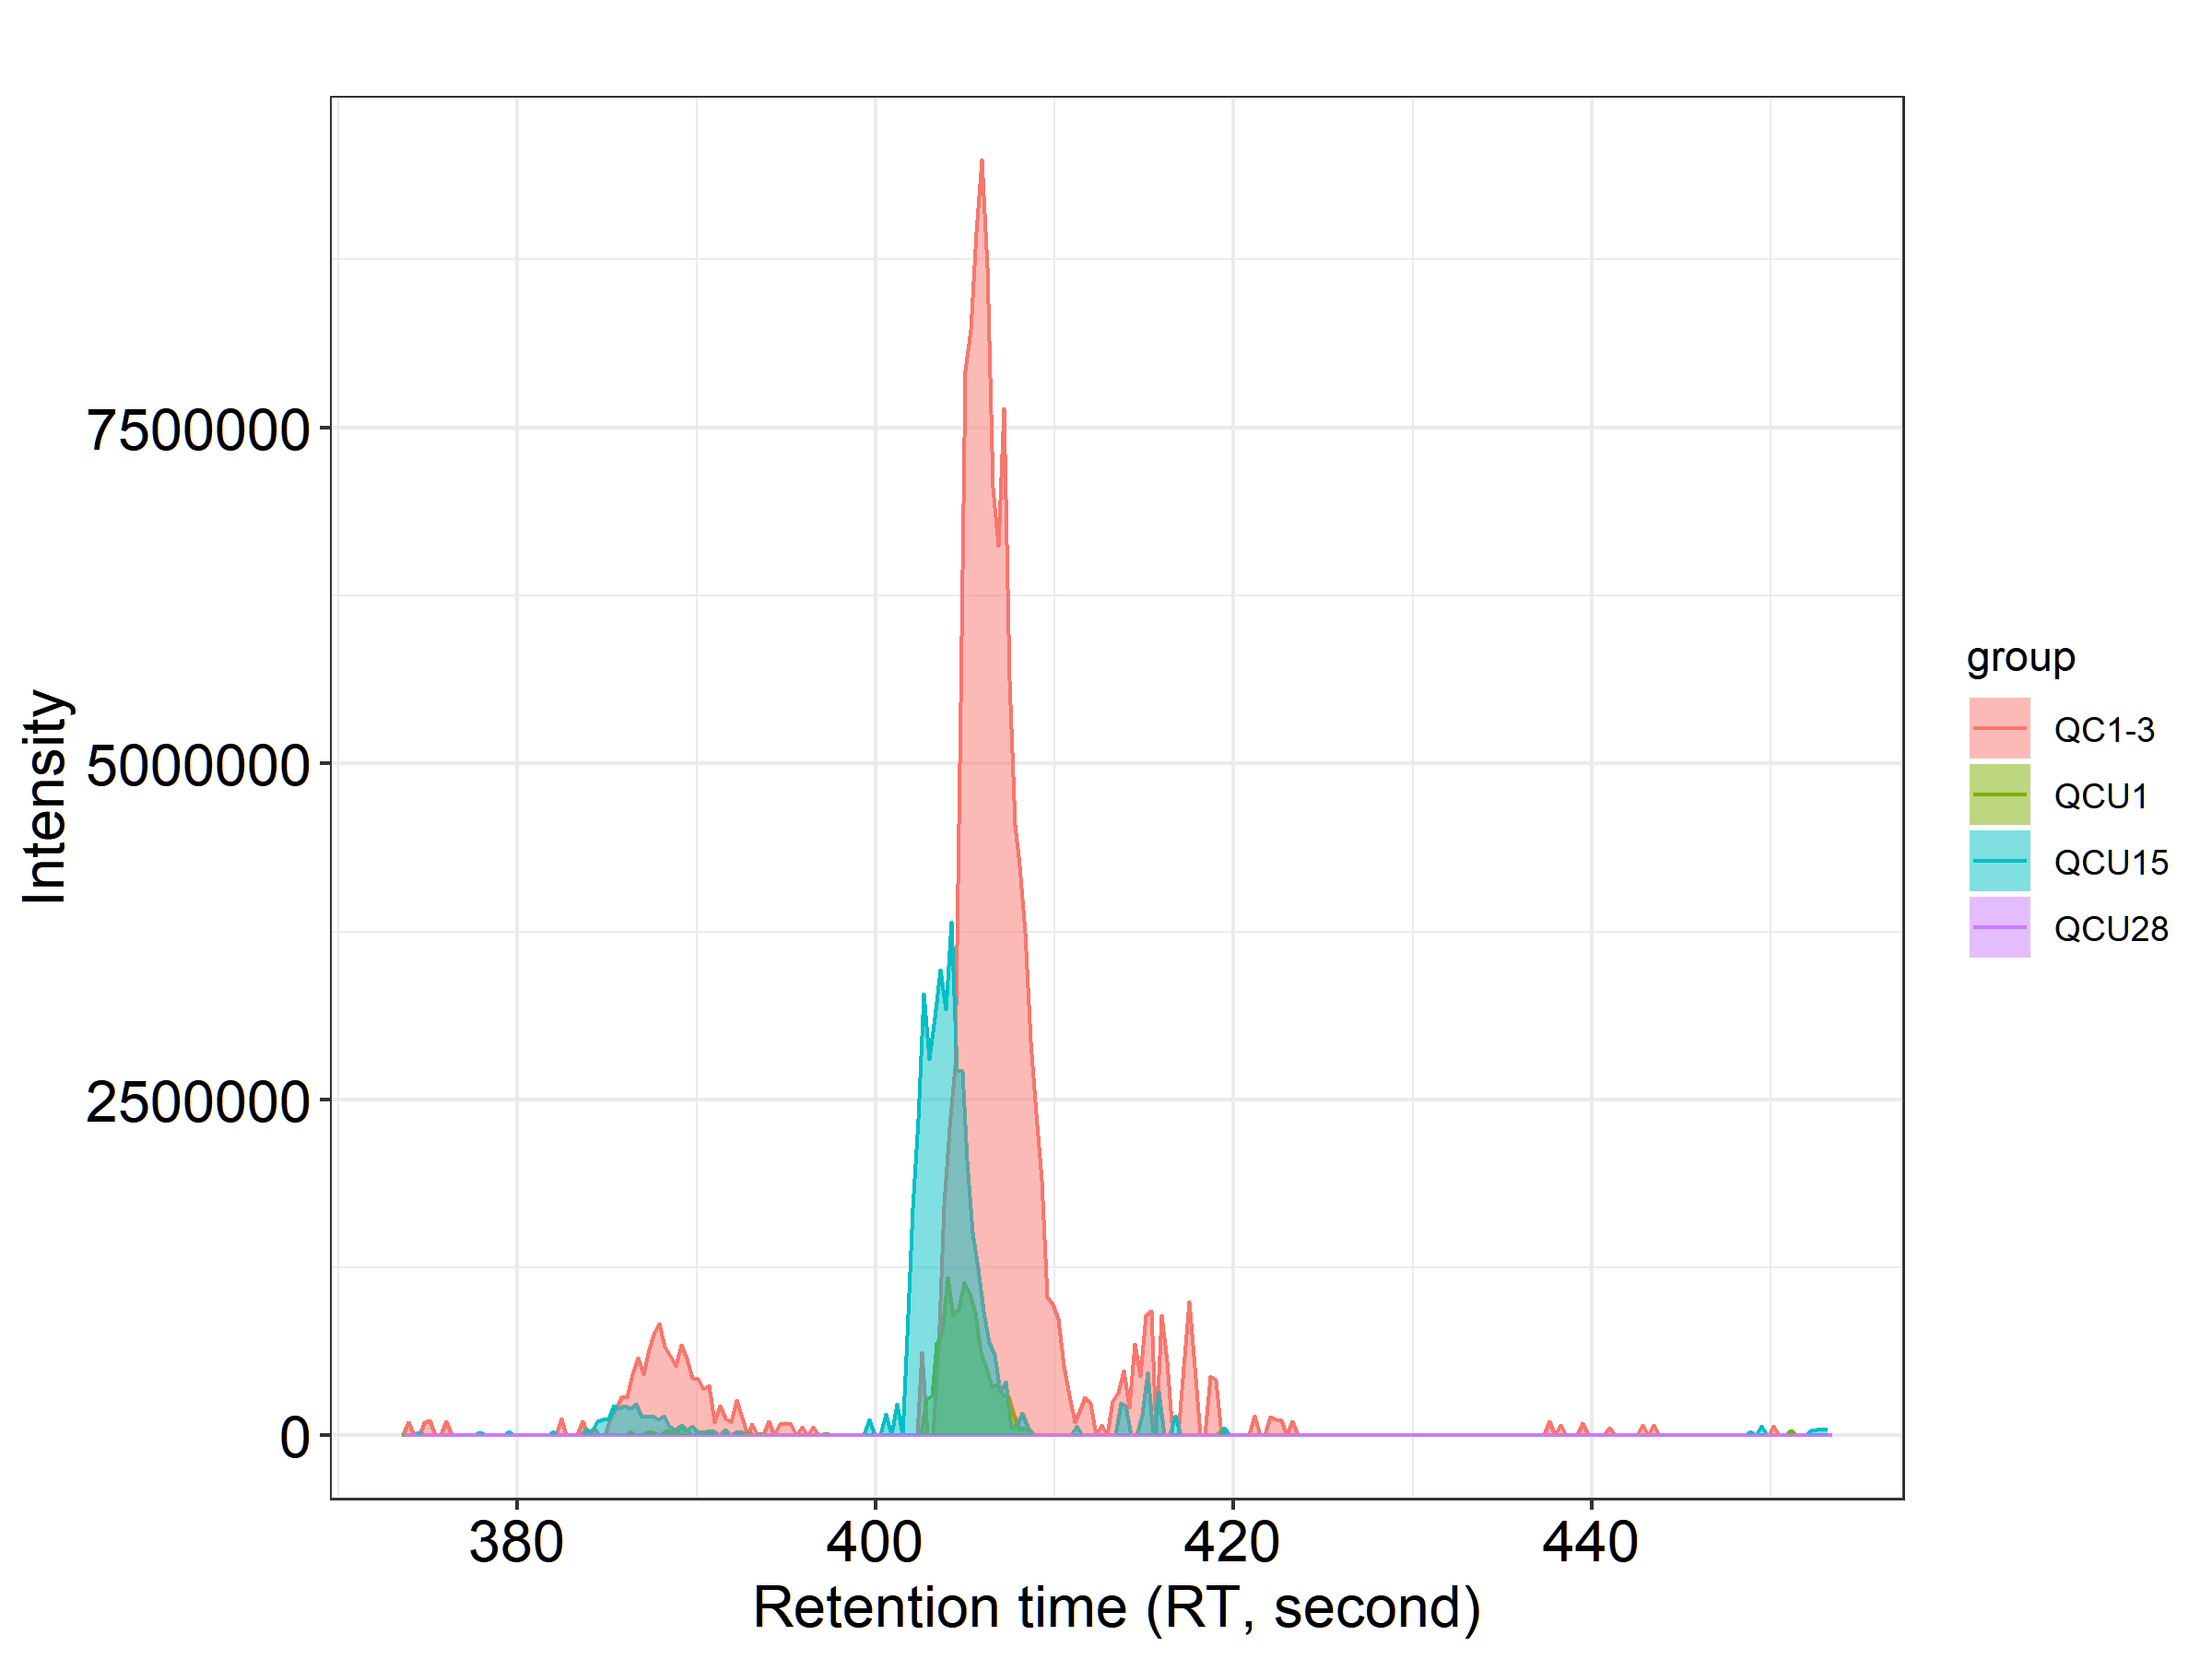 7500000
5000000
2500000
0
Intensity
380 400 420 440
Retention time (RT, second)
group
QC1-3
QCU1
QCU15
QCU28